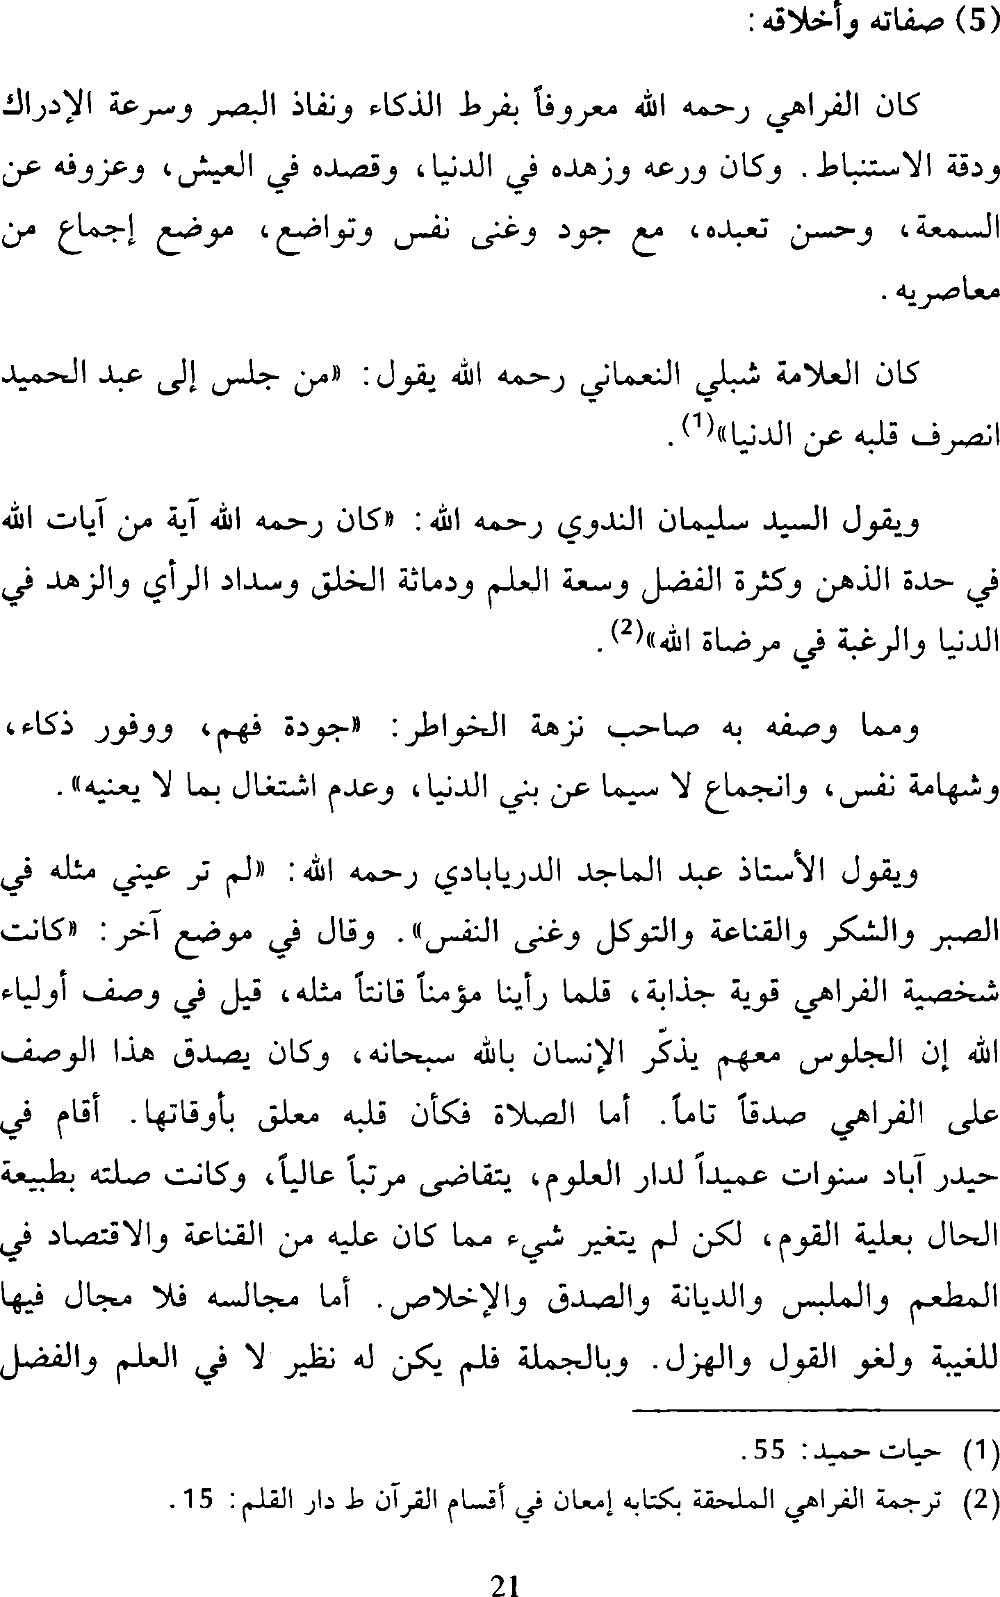 (5) صفاته وأخلاقه :
كان الفراهي رحمه الله معروفاً بفرط الذكاء ونفاذ البصر وسرعة الإدراك
ودقة الاستنباط . وكان ورعه وزهده في الدنيا، وقصده في العيش، وعزوفه عن
السمعة، وحسن تعبده، مع جود وغنى نفس وتواضع، موضع إجماع من
معاصريه .
كان العلامة شبلي النعماني رحمه الله يقول: «من جلس إلى عبد الحميد
انصرف قلبه عن الدنيا»(1) .
ويقول السيد سليمان الندوي رحمه الله: «كان رحمه الله آية من آيات الله
في حدة الذهن وكثرة الفضل وسعة العلم ودماثة الخلق وسداد الرأي والزهد في
الدنيا والرغبة في مرضاة الله»(2) .
ومما وصفه به صاحب نزهة الخواطر: «جودة فهم، ووفور ذكاء،
وشهامة نفس، وانجماع لا سيما عن بني الدنيا، وعدم اشتغال بما لا يعنيه».
ويقول الأستاذ عبد الماجد الدريابادي رحمه الله: «لم تر عيني مثله في
الصبر والشكر والقناعة والتوكل وغنى النفس». وقال في موضع آخر: «كانت
شخصية الفراهي قوية جذابة، قلما رأينا مؤمناً قانتاً مثله، قيل في وصف أولياء
الله إن الجلوس معهم يذكّر الإنسان بالله سبحانه، وكان يصدق هذا الوصف
على الفراهي صدقاً تاماً. أما الصلاة فكأن قلبه معلق بأوقاتها. أقام في
حيدر آباد سنوات عميداً لدار العلوم، يتقاضى مرتباً عالياً، وكانت صلته بطبيعة
الحال بعلية القوم، لكن لم يتغير شيء مما كان عليه من القناعة والاقتصاد في
المطعم والملبس والديانة والصدق والإخلاص. أما مجالسه فلا مجال فيها
للغيبة ولغو القول والهزل. وبالجملة فلم يكن له نظير لا في العلم والفضل
(1) حيات حميد: 55.
(2) ترجمة الفراهي الملحقة بكتابه إمعان في أقسام القرآن ط دار القلم: 15.
21